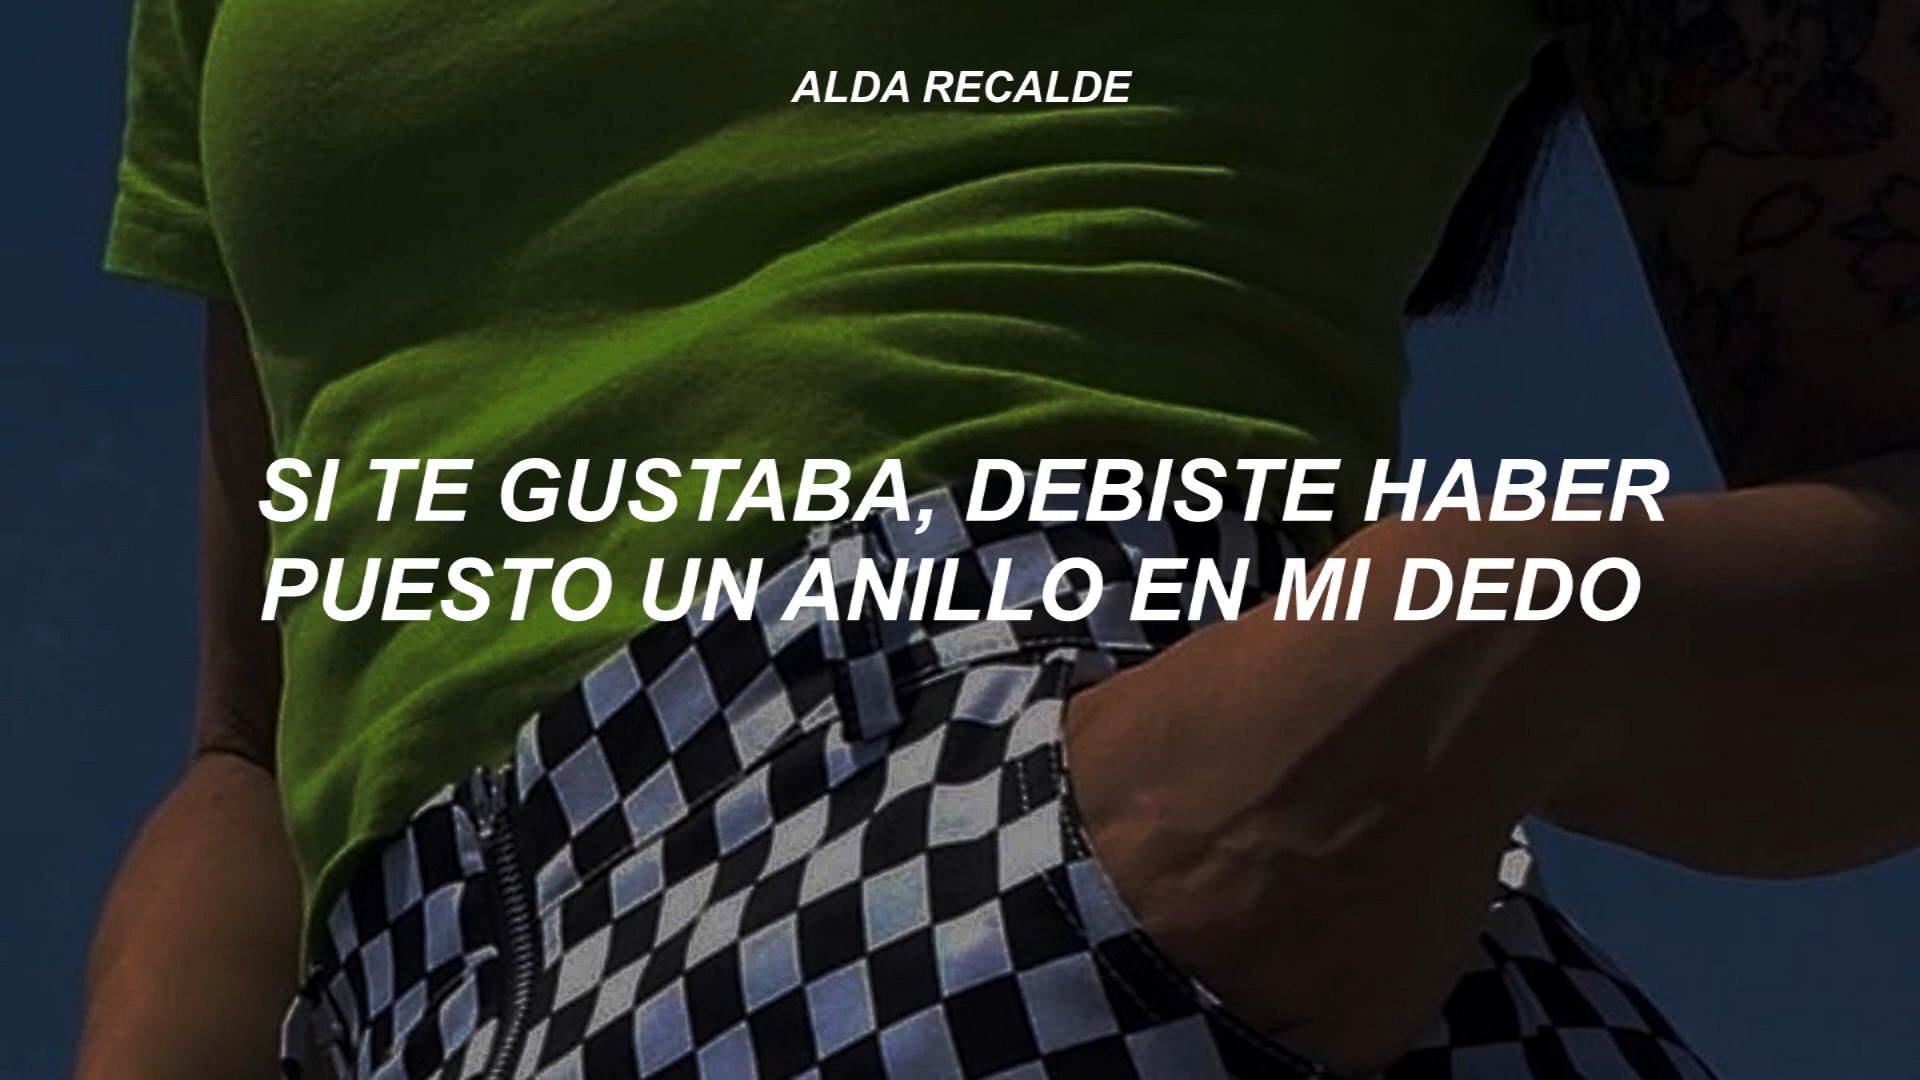 ALDA RECALDE
SI TE GUSTABA, DEBISTE HABER
PUESTO UN ANILLO EN MI DEDO